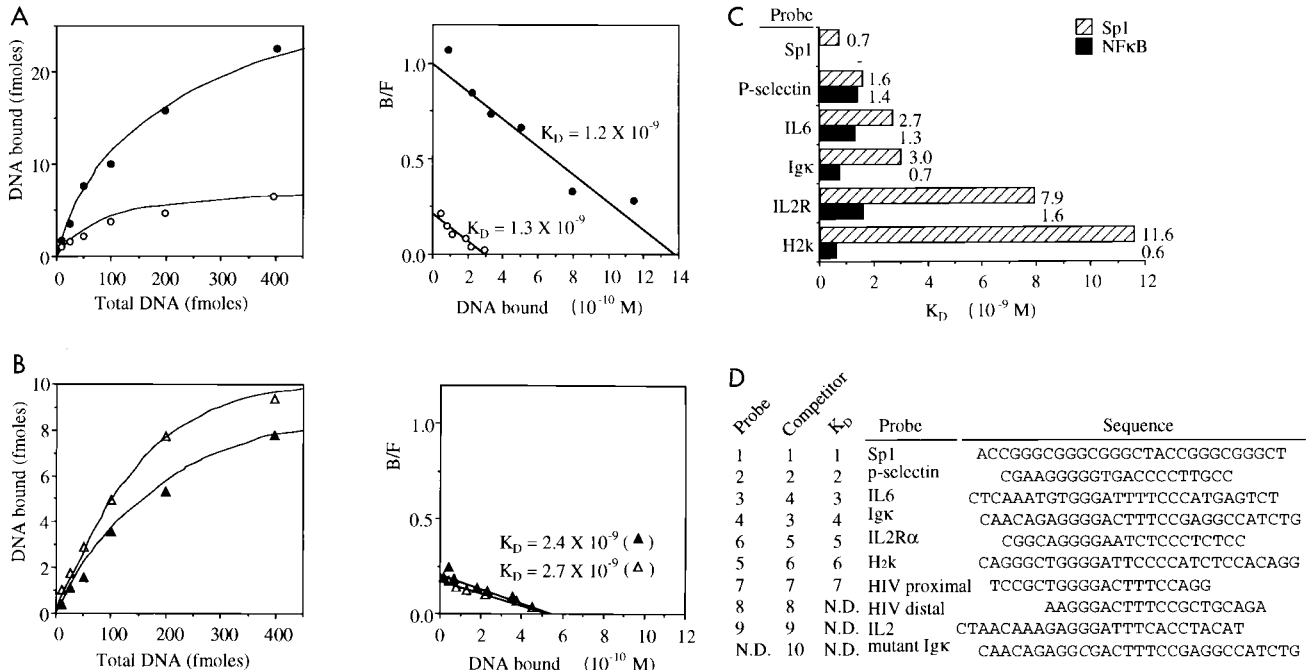 A
DNA bound (fmoles)
20
10
0
0 100 200 300 400
Total DNA (fmoles)
B/F
1.0
0.5
0.0
K_D = 1.2 X 10^-9
K_D = 1.3 X 10^-9
0 2 4 6 8 10 12 14
DNA bound (10^-10 M)
B
DNA bound (fmoles)
10
8
6
4
2
0
0 100 200 300 400
Total DNA (fmoles)
B/F
1.0
0.5
0.0
K_D = 2.4 X 10^-9 (▲)
K_D = 2.7 X 10^-9 (△)
0 2 4 6 8 10 12 14
DNA bound (10^-10 M)
C
Probe
Sp1
NFκB
Sp1 0.7
-
P-selectin 1.6
1.4
IL6 2.7
1.3
Igκ 3.0
0.7
IL2R 7.9
1.6
H2k 11.6
0.6
0 2 4 6 8 10 12
K_D (10^-9 M)
D
Probe Competitor K_D Probe Sequence
1 1 1 Sp1 ACCGGGCGGGCGGGCTACCGGGCGGGCT
2 2 2 p-selectin CGAAGGGGGTGACCCCTTGCC
3 4 3 IL6 CTCAAATGTGGGATTTTCCCATGAGTCT
4 3 4 Igκ CAACAGAGGGGACTTTCCGAGGCCATCTG
6 5 5 IL2Rα CGGCAGGGGAATCTCCCTCTCC
5 6 6 H2k CAGGGCTGGGGATTCCCCATCTCCACAGG
7 7 7 HIV proximal TCCGCTGGGGACTTTCCAGG
8 8 N.D. HIV distal AAGGGACTTTCCGCTGCAGA
9 9 N.D. IL2 CTAACAAAGAGGGATTTCACCTACAT
N.D. 10 N.D. mutant Igκ CAACAGAGGCGACTTTCCGAGGCCATCTG